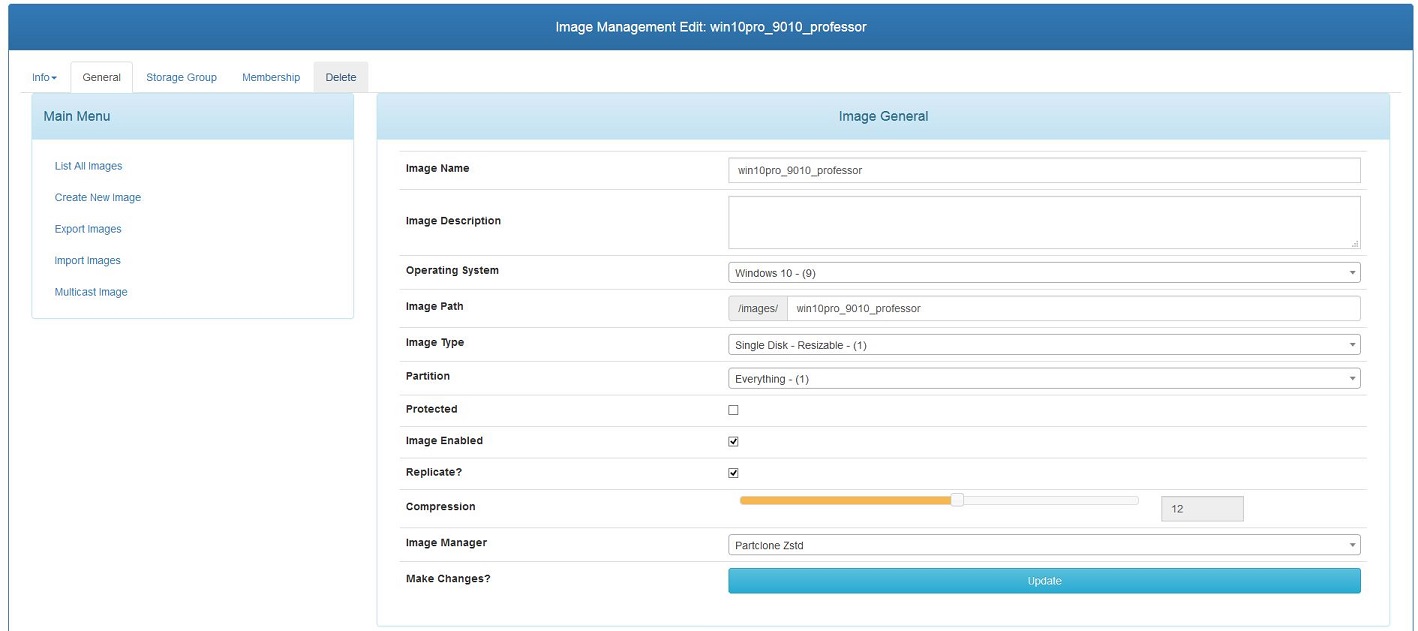 Image Management Edit: win10pro_9010_professor
Info General Storage Group Membership Delete
Main Menu
List All Images
Create New Image
Export Images
Import Images
Multicast Image
Image General
Image Name win10pro_9010_professor
Image Description
Operating System Windows 10 - (9)
Image Path /images/ win10pro_9010_professor
Image Type Single Disk - Resizable - (1)
Partition Everything - (1)
Protected
Image Enabled
Replicate?
Compression 12
Image Manager Partclone Zstd
Make Changes? Update